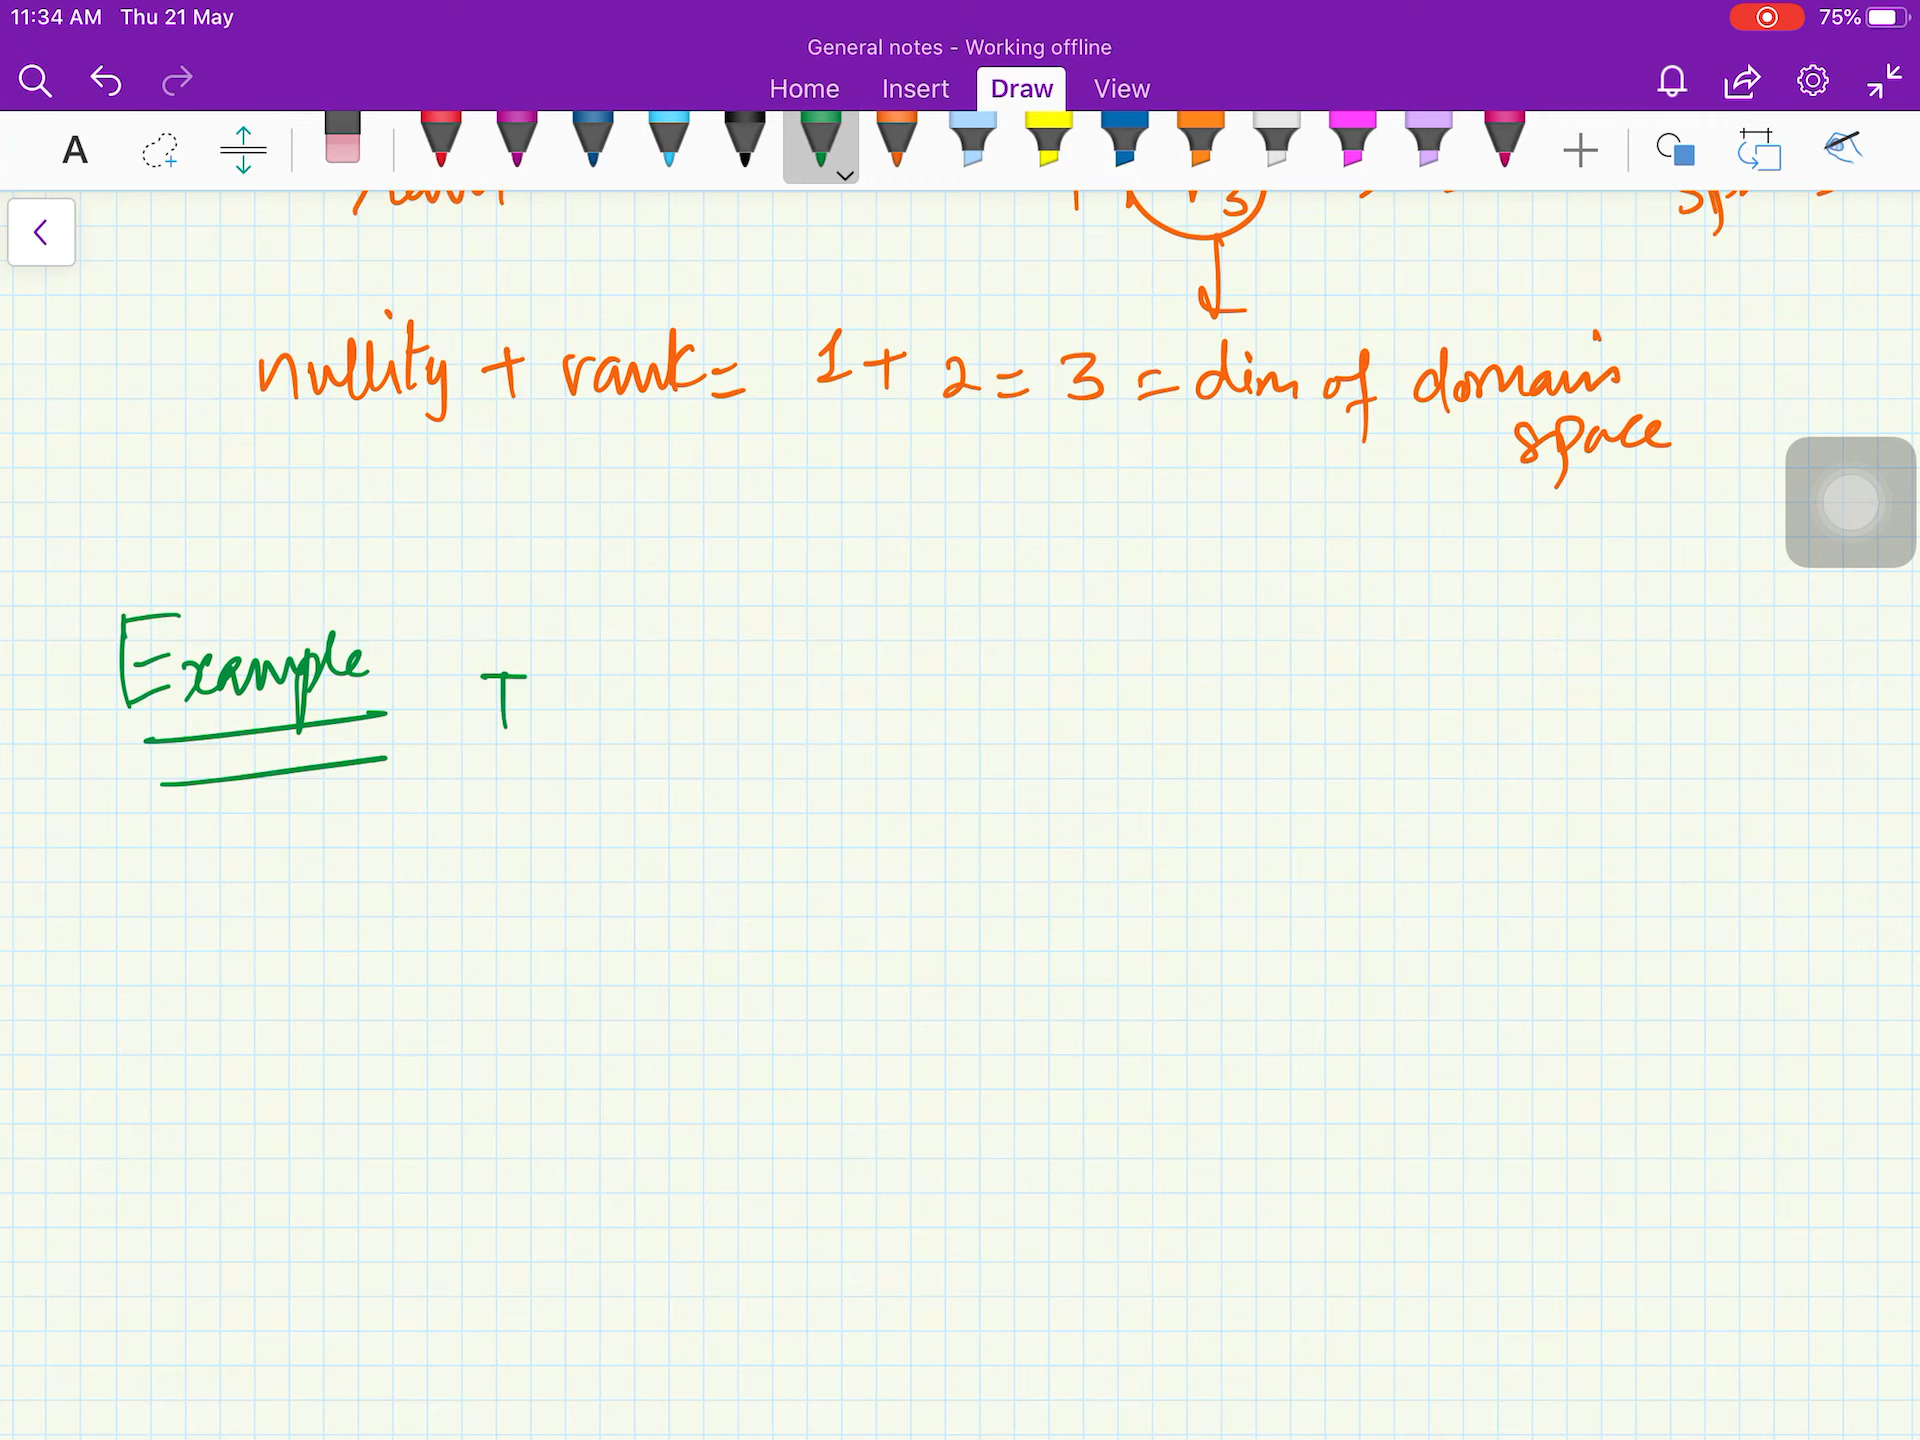 11:34 AM Thu 21 May
75%
General notes - Working offline
Home Insert Draw View
A
nullity + rank = 1 + 2 = 3 = dim of domain
space
Example T